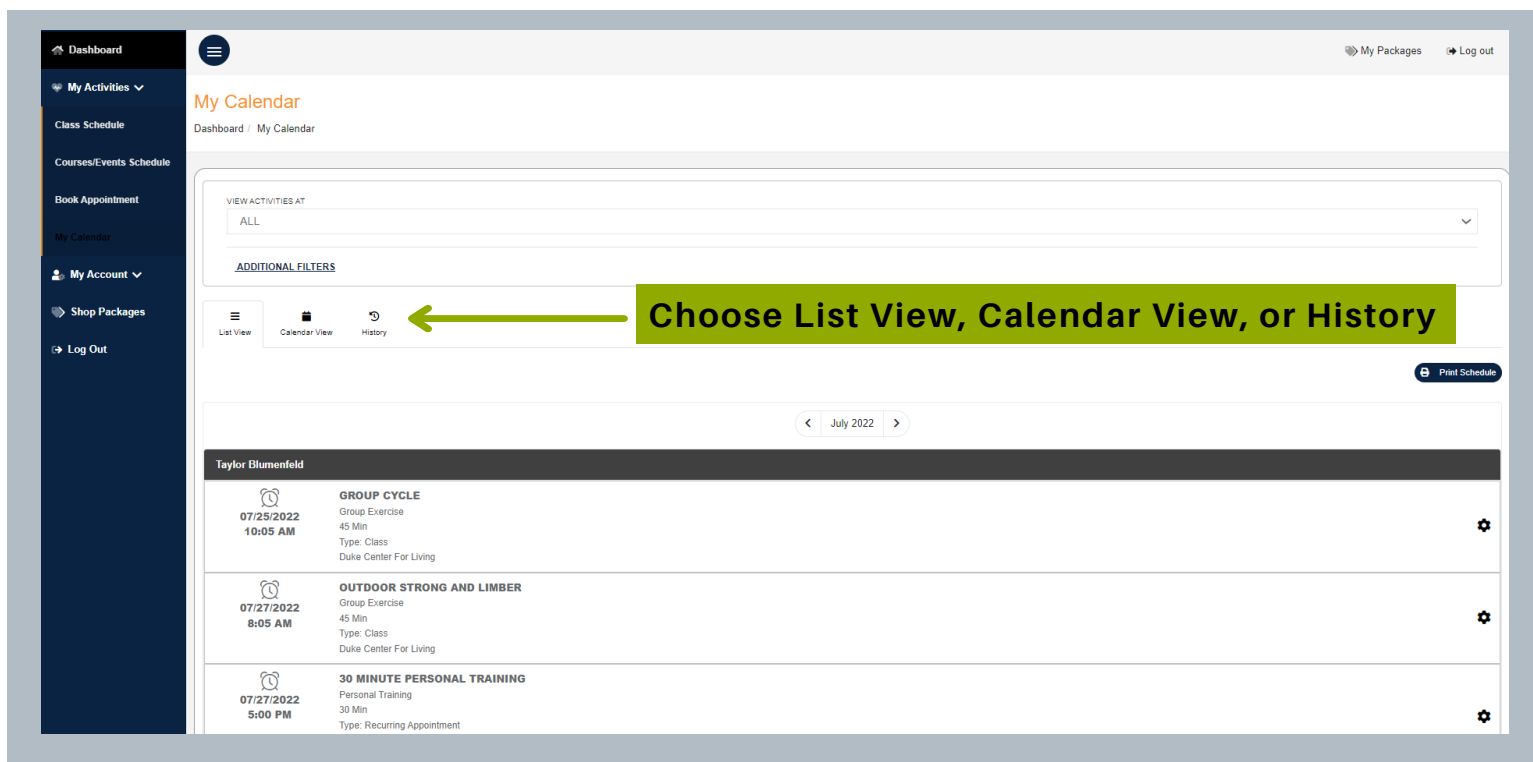 Dashboard
My Packages
Log out
My Activities
My Calendar
Class Schedule
Dashboard / My Calendar
Courses/Events Schedule
Book Appointment
VIEW ACTIVITIES AT
ALL
My Calendar
ADDITIONAL FILTERS
My Account
Shop Packages
List View
Calendar View
History
Choose List View, Calendar View, or History
Log Out
Print Schedule
July 2022
Taylor Blumenfeld
07/25/2022
10:05 AM
GROUP CYCLE
Group Exercise
45 Min
Type: Class
Duke Center For Living
07/27/2022
8:05 AM
OUTDOOR STRONG AND LIMBER
Group Exercise
45 Min
Type: Class
Duke Center For Living
07/27/2022
5:00 PM
30 MINUTE PERSONAL TRAINING
Personal Training
30 Min
Type: Recurring Appointment